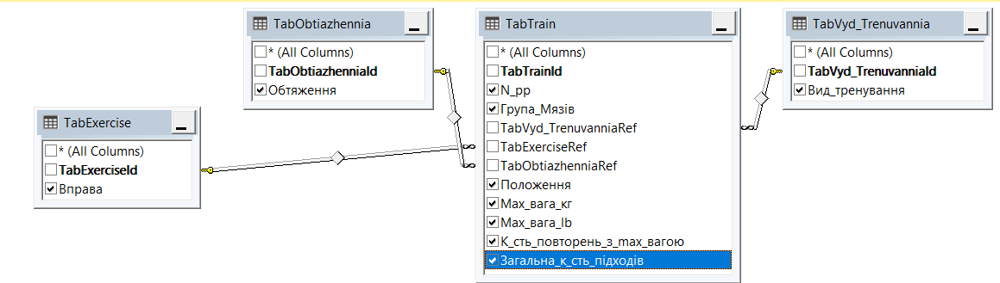 TabObtiazhennia
* (All Columns)
TabObtiazhenniaId
Обтяження
TabTrain
* (All Columns)
TabTrainId
N_pp
Група_Мязів
TabVyd_TrenuvanniaRef
TabExerciseRef
TabObtiazhenniaRef
Положення
Max_вага_кг
Max_вага_lb
К_сть_повторень_з_max_вагою
Загальна_к_сть_підходів
TabVyd_Trenuvannia
* (All Columns)
TabVyd_TrenuvanniaId
Вид_тренування
TabExercise
* (All Columns)
TabExerciseId
Вправа